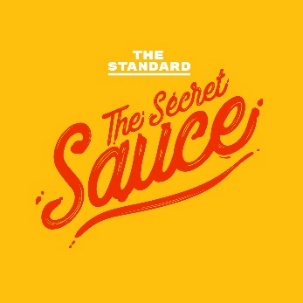 THE
STANDARD
The Secret
Sauce